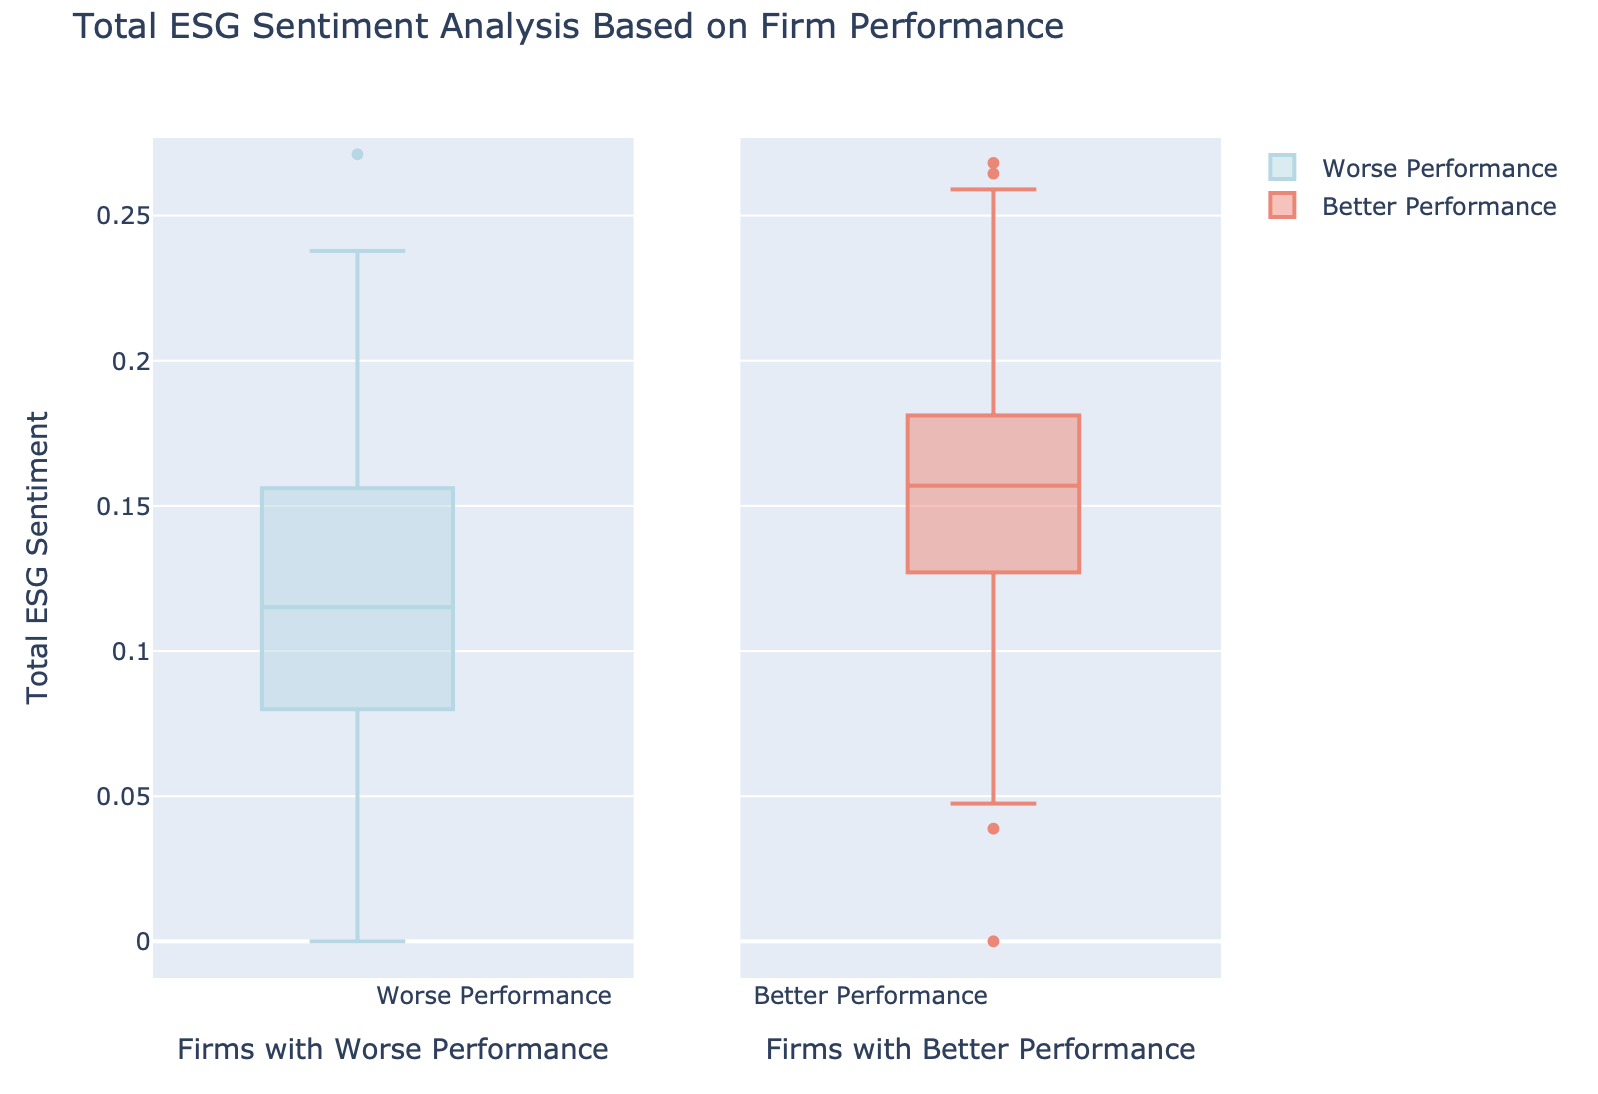 Total ESG Sentiment Analysis Based on Firm Performance
Worse Performance
Better Performance
Total ESG Sentiment
0.25
0.2
0.15
0.1
0.05
0
Worse Performance
Better Performance
Firms with Worse Performance
Firms with Better Performance